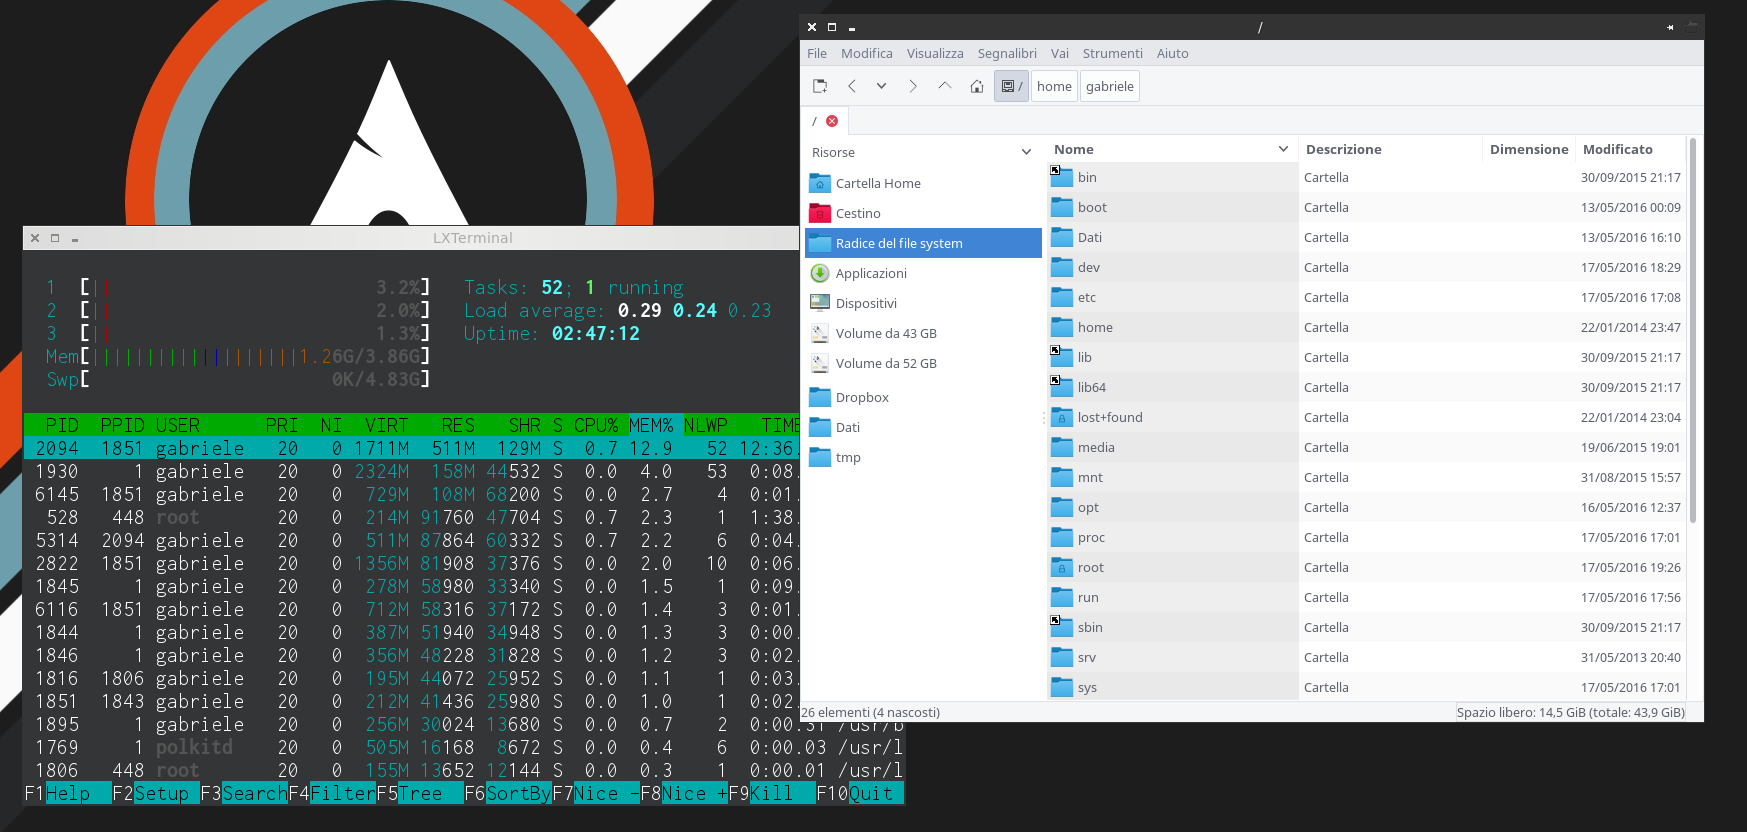 LXTerminal
1 [|| 3.2%] Tasks: 52; 1 running
2 [|| 2.0%] Load average: 0.29 0.24 0.23
3 [|| 1.3%] Uptime: 02:47:12
Mem[|||||||||||||||||||1.26G/3.86G]
Swp[ 0K/4.83G]
PID PPID USER PRI NI VIRT RES SHR S CPU% MEM% NLWP TIME
2094 1851 gabriele 20 0 1711M 511M 129M S 0.7 12.9 52 12:36.
1930 1 gabriele 20 0 2324M 158M 44532 S 0.0 4.0 53 0:08.
6145 1851 gabriele 20 0 729M 108M 68200 S 0.0 2.7 4 0:01.
528 448 root 20 0 214M 91760 47704 S 0.7 2.3 1 1:38.
5314 2094 gabriele 20 0 511M 87864 60332 S 0.7 2.2 6 0:04.
2822 1851 gabriele 20 0 1356M 81908 37376 S 0.0 2.0 10 0:06.
1845 1 gabriele 20 0 278M 58980 33340 S 0.0 1.5 1 0:09.
6116 1851 gabriele 20 0 712M 58316 37172 S 0.0 1.4 3 0:01.
1844 1 gabriele 20 0 387M 51940 34948 S 0.0 1.3 3 0:00.
1846 1 gabriele 20 0 356M 48228 31828 S 0.0 1.2 3 0:02.
1816 1806 gabriele 20 0 195M 44072 25952 S 0.0 1.1 1 0:03.
1851 1843 gabriele 20 0 212M 41436 25980 S 0.0 1.0 1 0:02.
1895 1 gabriele 20 0 256M 30024 13680 S 0.0 0.7 2 0:00.31 /usr/b
1769 1 polkitd 20 0 505M 16168 8672 S 0.0 0.4 6 0:00.03 /usr/l
1806 448 root 20 0 155M 13652 12144 S 0.0 0.3 1 0:00.01 /usr/l
F1Help F2Setup F3SearchF4FilterF5Tree F6SortByF7Nice -F8Nice +F9Kill F10Quit
/
File Modifica Visualizza Segnalibri Vai Strumenti Aiuto
/ home gabriele
/
Risorse
Cartella Home
Cestino
Radice del file system
Applicazioni
Dispositivi
Volume da 43 GB
Volume da 52 GB
Dropbox
Dati
tmp
Nome Descrizione Dimensione Modificato
bin Cartella 30/09/2015 21:17
boot Cartella 13/05/2016 00:09
Dati Cartella 13/05/2016 16:10
dev Cartella 17/05/2016 18:29
etc Cartella 17/05/2016 17:08
home Cartella 22/01/2014 23:47
lib Cartella 30/09/2015 21:17
lib64 Cartella 30/09/2015 21:17
lost+found Cartella 22/01/2014 23:04
media Cartella 19/06/2015 19:01
mnt Cartella 31/08/2015 15:57
opt Cartella 16/05/2016 12:37
proc Cartella 17/05/2016 17:01
root Cartella 17/05/2016 19:26
run Cartella 17/05/2016 17:56
sbin Cartella 30/09/2015 21:17
srv Cartella 31/05/2013 20:40
sys Cartella 17/05/2016 17:01
26 elementi (4 nascosti) Spazio libero: 14,5 GiB (totale: 43,9 GiB)